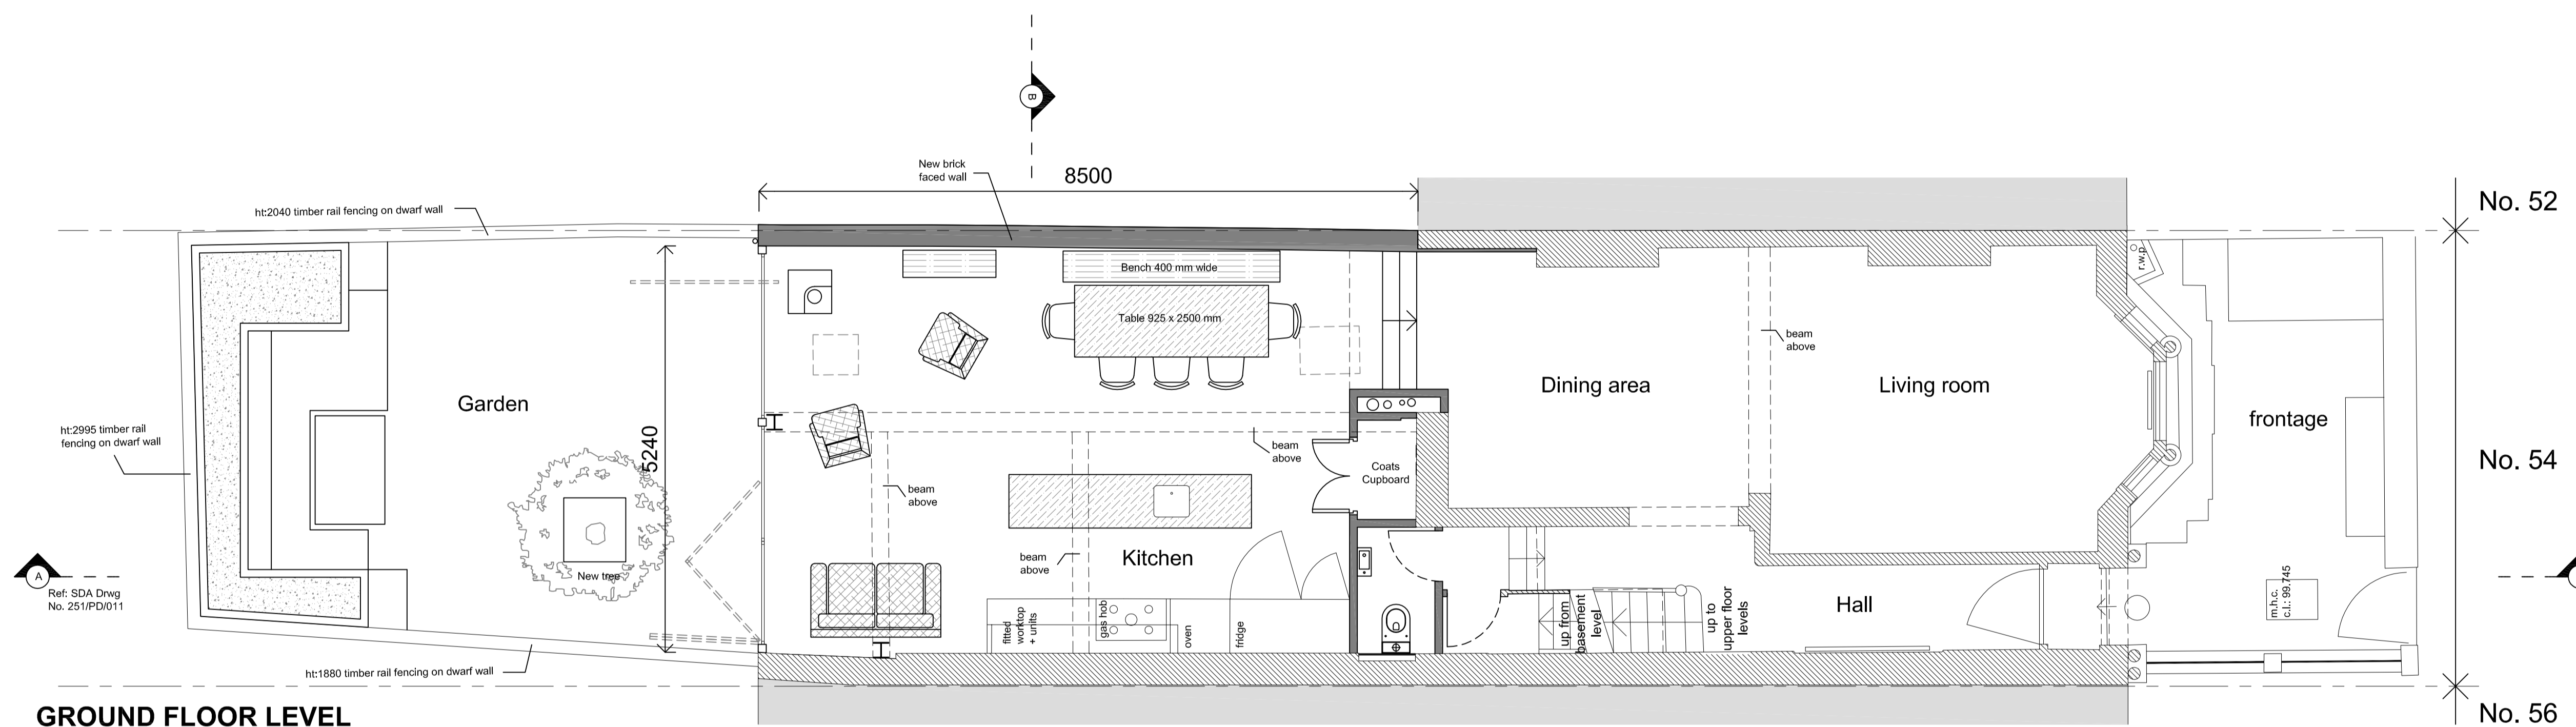 B
New brick
faced wall
8500
No. 52
ht:2040 timber rail fencing on dwarf wall
r.w.p
Bench 400 mm wide
Table 925 x 2500 mm
beam
above
Dining area
Living room
Garden
frontage
ht:2995 timber rail
fencing on dwarf wall
5240
beam
above
Coats
Cupboard
No. 54
beam
above
beam
above
Kitchen
New tree
A
Ref: SDA Drwg
No. 251/PD/011
fitted
worktop
+ units
gas hob
oven
fridge
up from
basement
level
up to
upper floor
levels
Hall
m.h.c.
c.l.: 99.745
ht:1880 timber rail fencing on dwarf wall
GROUND FLOOR LEVEL
No. 56